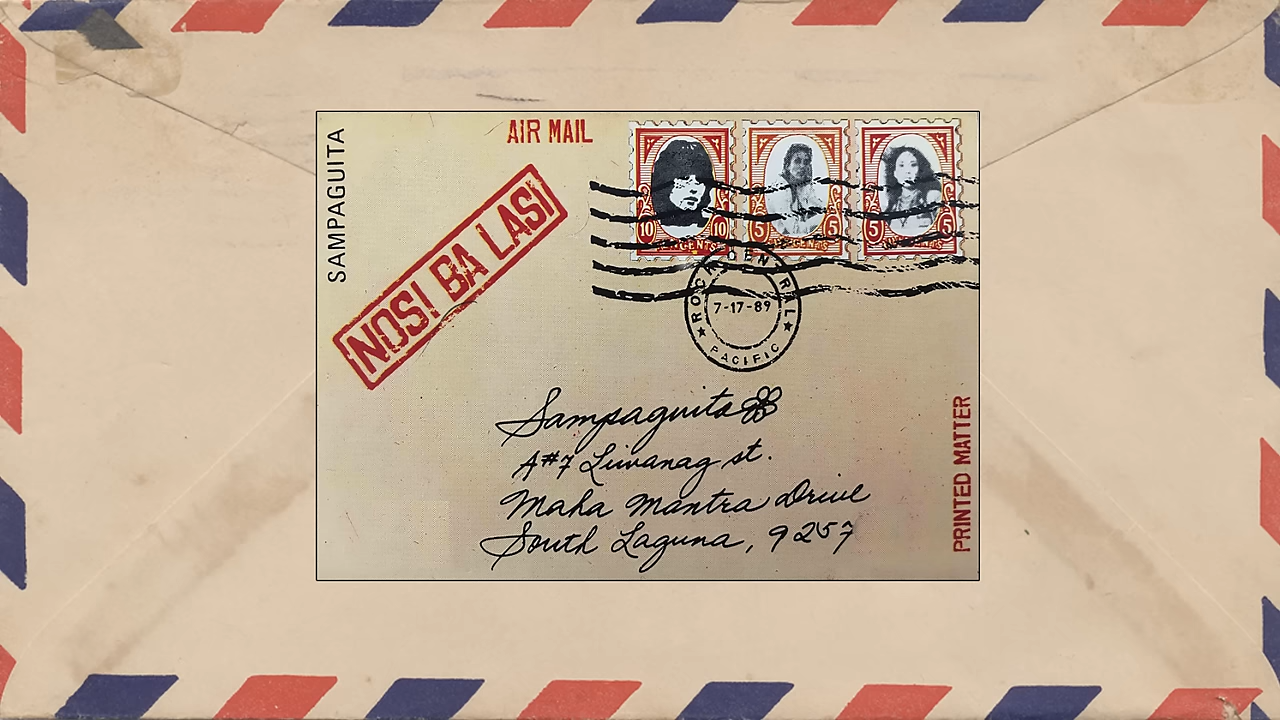 SAMPAGUITA
AIR MAIL
NOSI BA LASI
10 10
5 5
5 5
ROCK CENTRAL
7-17-89
PACIFIC
Sampaguita
A#7 Liwanag st.
Maha Mantra Drive
South Laguna, 9257
PRINTED MATTER